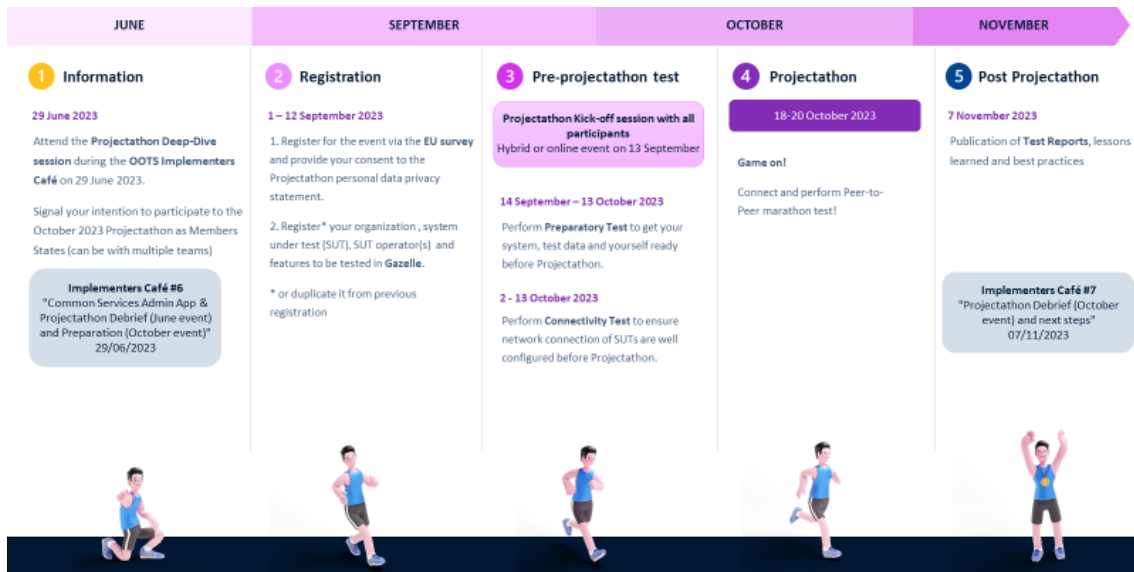 JUNE
SEPTEMBER
OCTOBER
NOVEMBER
1 Information
29 June 2023
Attend the Projectathon Deep-Dive
session during the OOTS Implementers
Café on 29 June 2023.
Signal your intention to participate to the
October 2023 Projectathon as Members
States (can be with multiple teams)
Implementers Café #6
"Common Services Admin App &
Projectathon Debrief (June event)
and Preparation (October event)"
29/06/2023
2 Registration
1 – 12 September 2023
1. Register for the event via the EU survey
and provide your consent to the
Projectathon personal data privacy
statement.
2. Register* your organization , system
under test (SUT), SUT operator(s) and
features to be tested in Gazelle.
* or duplicate it from previous
registration
3 Pre-projectathon test
Projectathon Kick-off session with all
participants
Hybrid or online event on 13 September
14 September – 13 October 2023
Perform Preparatory Test to get your
system, test data and yourself ready
before Projectathon.
2 - 13 October 2023
Perform Connectivity Test to ensure
network connection of SUTs are well
configured before Projectathon.
4 Projectathon
18-20 October 2023
Game on!
Connect and perform Peer-to-
Peer marathon test!
5 Post Projectathon
7 November 2023
Publication of Test Reports, lessons
learned and best practices
Implementers Café #7
"Projectathon Debrief (October
event) and next steps"
07/11/2023